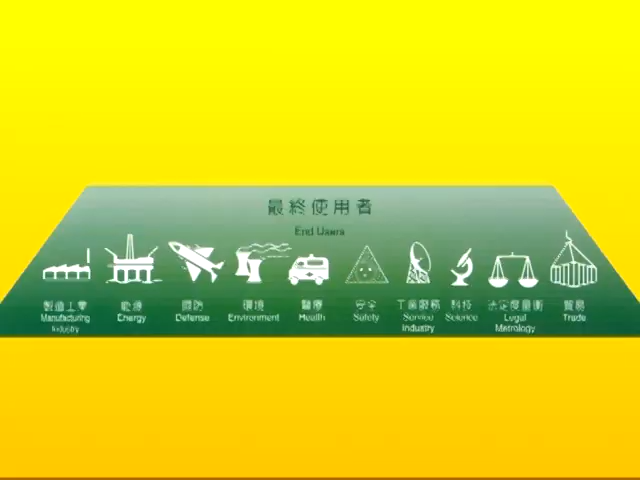 最終使用者
End Users
製造工業 能源 國防 環境 醫療 安全 工業服務 科技 法定度量衡 貿易
Manufacturing Energy Defense Environment Health Safety Service Science Legal Trade
Industry Industry Metrology